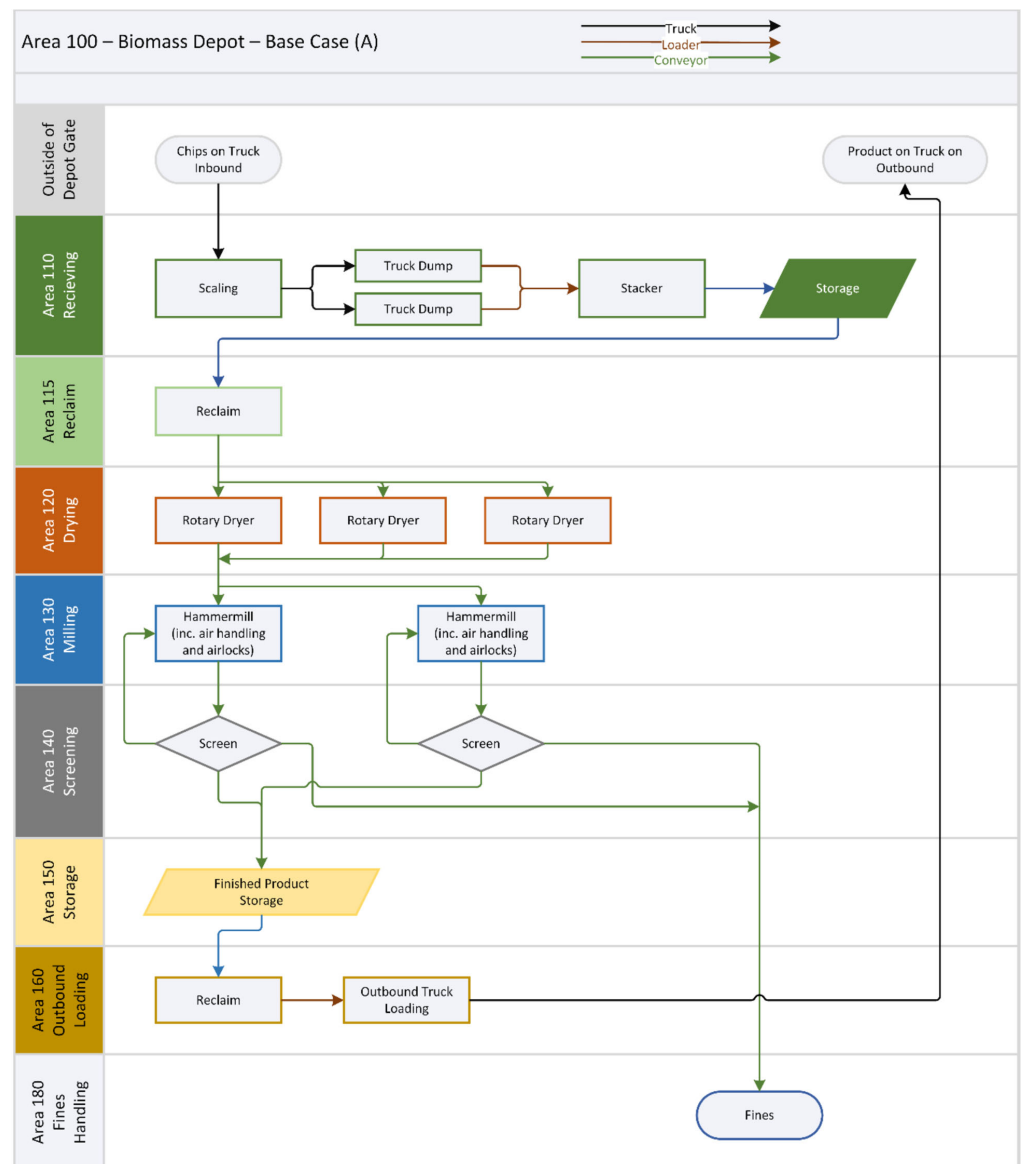 Area 100 – Biomass Depot – Base Case (A)
Truck
Loader
Conveyor
Outside of
Depot Gate
Chips on Truck
Inbound
Product on Truck on
Outbound
Area 110
Recieving
Scaling
Truck Dump
Truck Dump
Stacker
Storage
Area 115
Reclaim
Reclaim
Area 120
Drying
Rotary Dryer
Rotary Dryer
Rotary Dryer
Area 130
Milling
Hammermill
(inc. air handling
and airlocks)
Hammermill
(inc. air handling
and airlocks)
Area 140
Screening
Screen
Screen
Area 150
Storage
Finished Product
Storage
Area 160
Outbound
Loading
Reclaim
Outbound Truck
Loading
Area 180
Fines
Handling
Fines